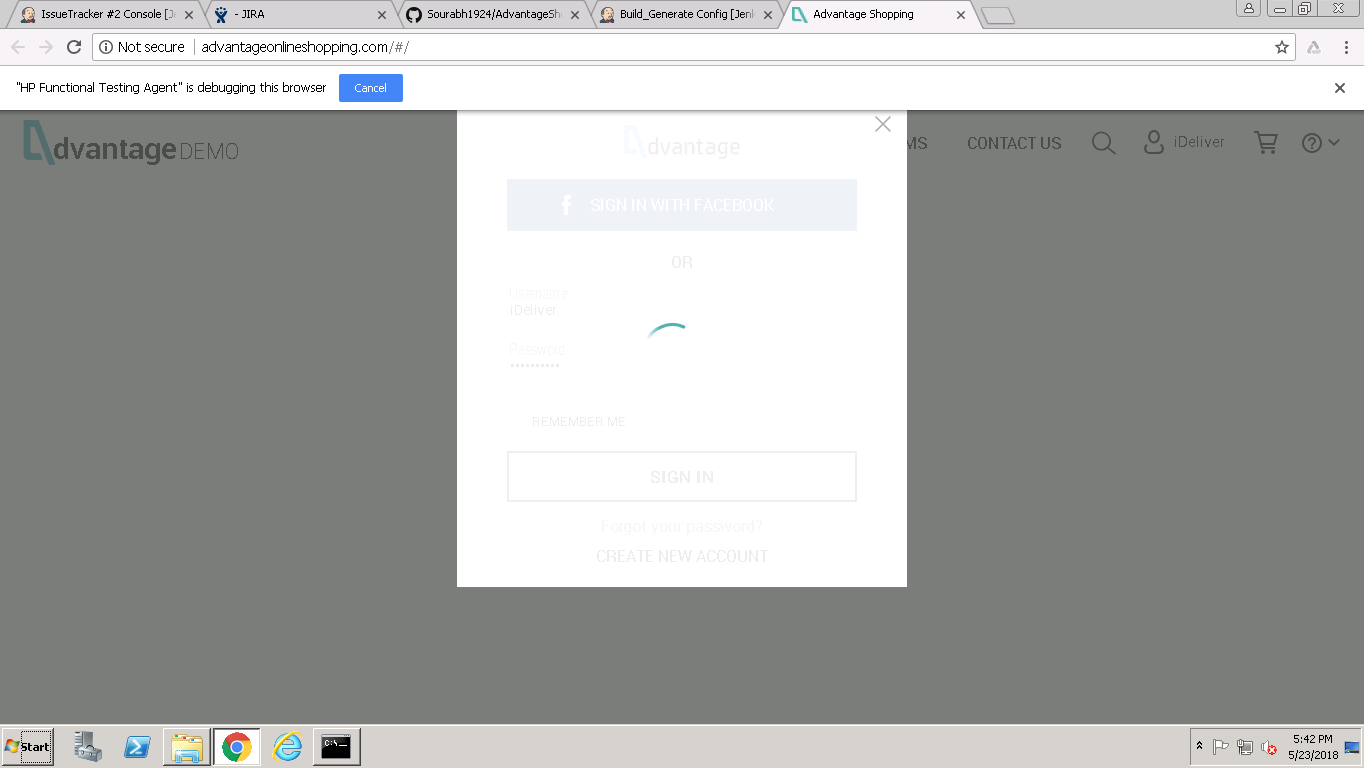 IssueTracker #2 Console [Je
- JIRA
Sourabh1924/AdvantageSho
Build_Generate Config [Jenk
Advantage Shopping
Not secure
advantageonlineshopping.com/#/
"HP Functional Testing Agent" is debugging this browser
Cancel
dvantage DEMO
MS
CONTACT US
iDeliver
dvantage
f SIGN IN WITH FACEBOOK
OR
Username
iDeliver
Password
••••••••••
REMEMBER ME
SIGN IN
Forgot your password?
CREATE NEW ACCOUNT
Start
C:\._
5:42 PM
5/23/2018